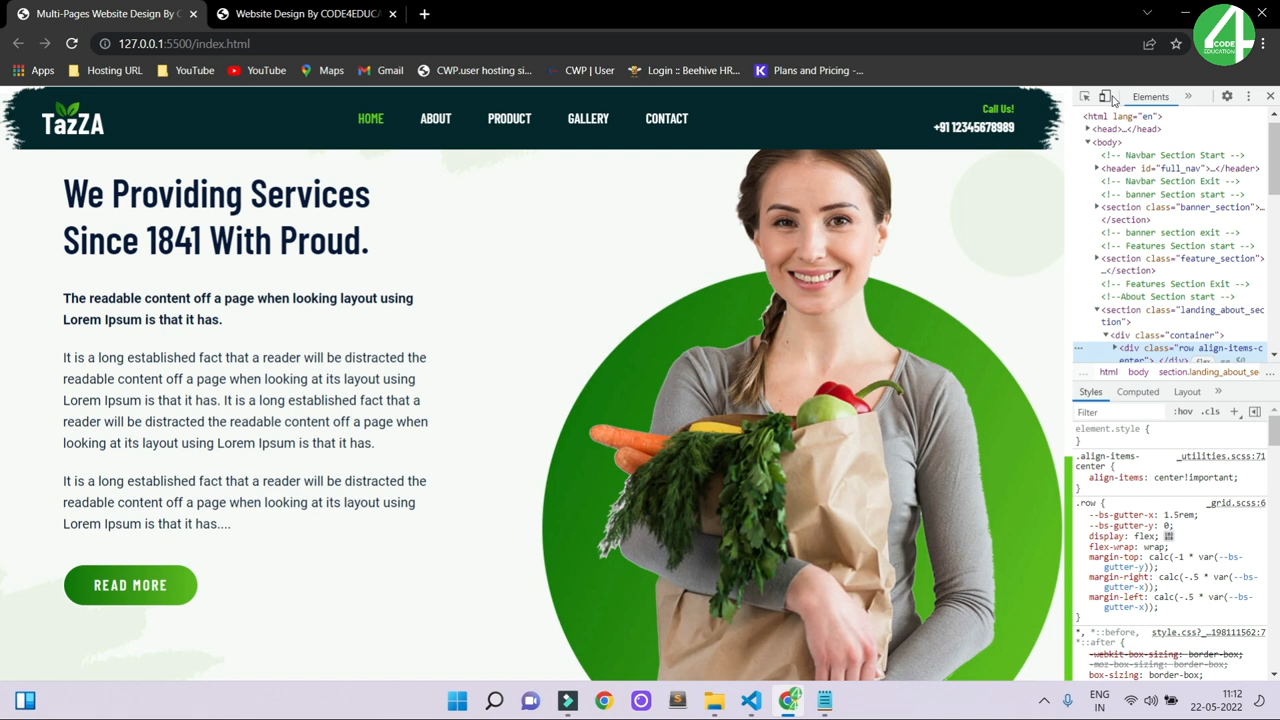 Multi-Pages Website Design By C
Website Design By CODE4EDUCA
127.0.0.1:5500/index.html
Apps
Hosting URL
YouTube
YouTube
Maps
Gmail
CWP.user hosting -...
CWP | User
Login :: Beehive HR...
Plans and Pricing -...
4
CODE
EDUCATION
TazZA
HOME
ABOUT
PRODUCT
GALLERY
CONTACT
Call Us!
+91 12345678989
We Providing Services
Since 1841 With Proud.
The readable content off a page when looking layout using
Lorem Ipsum is that it has.
It is a long established fact that a reader will be distracted the
readable content off a page when looking at its layout using
Lorem Ipsum is that it has. It is a long established fact that a
reader will be distracted the readable content off a page when
looking at its layout using Lorem Ipsum is that it has.
It is a long established fact that a reader will be distracted the
readable content off a page when looking at its layout using
Lorem Ipsum is that it has....
READ MORE
Elements
<html lang="en">
<head>…</head>
<body>
<!-- Navbar Section Start -->
<header id="full_nav">…</header>
<!-- Navbar Section Exit -->
<!-- banner Section start -->
<section class="banner_section">…
</section>
<!-- banner section exit -->
<!-- Features Section start -->
<section class="feature_section">
…</section>
<!-- Features Section Exit -->
<!--About Section start -->
<section class="landing_about_sec
tion">
<div class="container">
<div class="row align-items-c
enter">…</div> flex == $0
... html body section.landing_about_se ...
Styles Computed Layout
Filter :hov .cls
element.style {
}
.align-items- _utilities.scss:71
center {
align-items: center!important;
}
.row { _grid.scss:6
--bs-gutter-x: 1.5rem;
--bs-gutter-y: 0;
display: flex;
flex-wrap: wrap;
margin-top: calc(-1 * var(--bs-
gutter-y));
margin-right: calc(-.5 * var(--bs-
gutter-x));
margin-left: calc(-.5 * var(--bs-
gutter-x));
}
*, *::before, style.css?_…198111562:7
*::after {
-webkit-box-sizing: border-box;
-moz-box-sizing: border-box;
box-sizing: border-box;
ENG
IN
11:12
22-05-2022